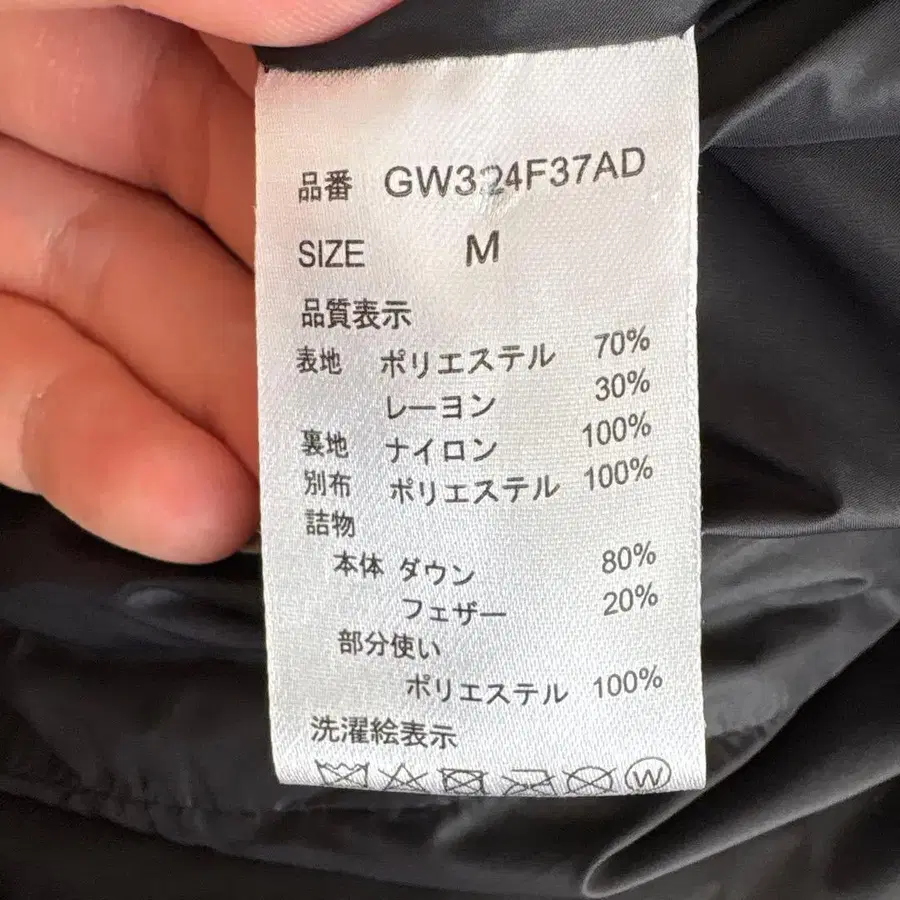 品番 GW324F37AD
SIZE M
品質表示
表地 ポリエステル 70%
レーヨン 30%
裏地 ナイロン 100%
別布 ポリエステル 100%
詰物
本体 ダウン 80%
フェザー 20%
部分使い
ポリエステル 100%
洗濯絵表示
W